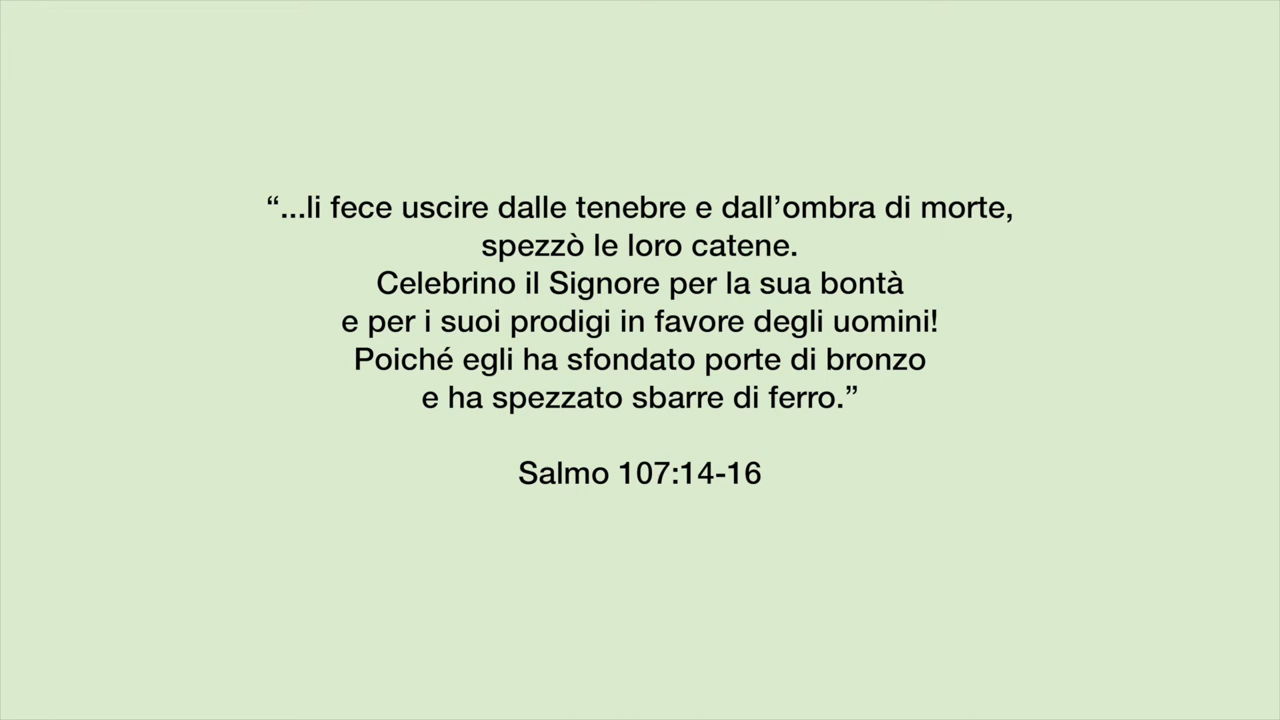 “...li fece uscire dalle tenebre e dall’ombra di morte,
spezzò le loro catene.
Celebrino il Signore per la sua bontà
e per i suoi prodigi in favore degli uomini!
Poiché egli ha sfondato porte di bronzo
e ha spezzato sbarre di ferro.”
Salmo 107:14-16